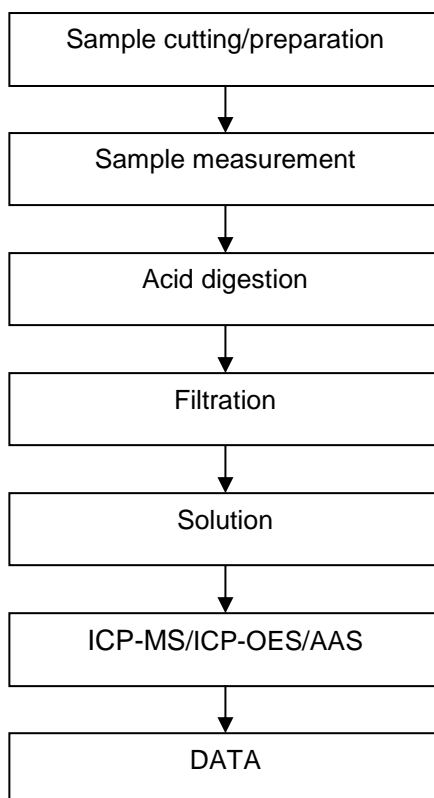 Sample cutting/preparation
Sample measurement
Acid digestion
Filtration
Solution
ICP-MS/ICP-OES/AAS
DATA